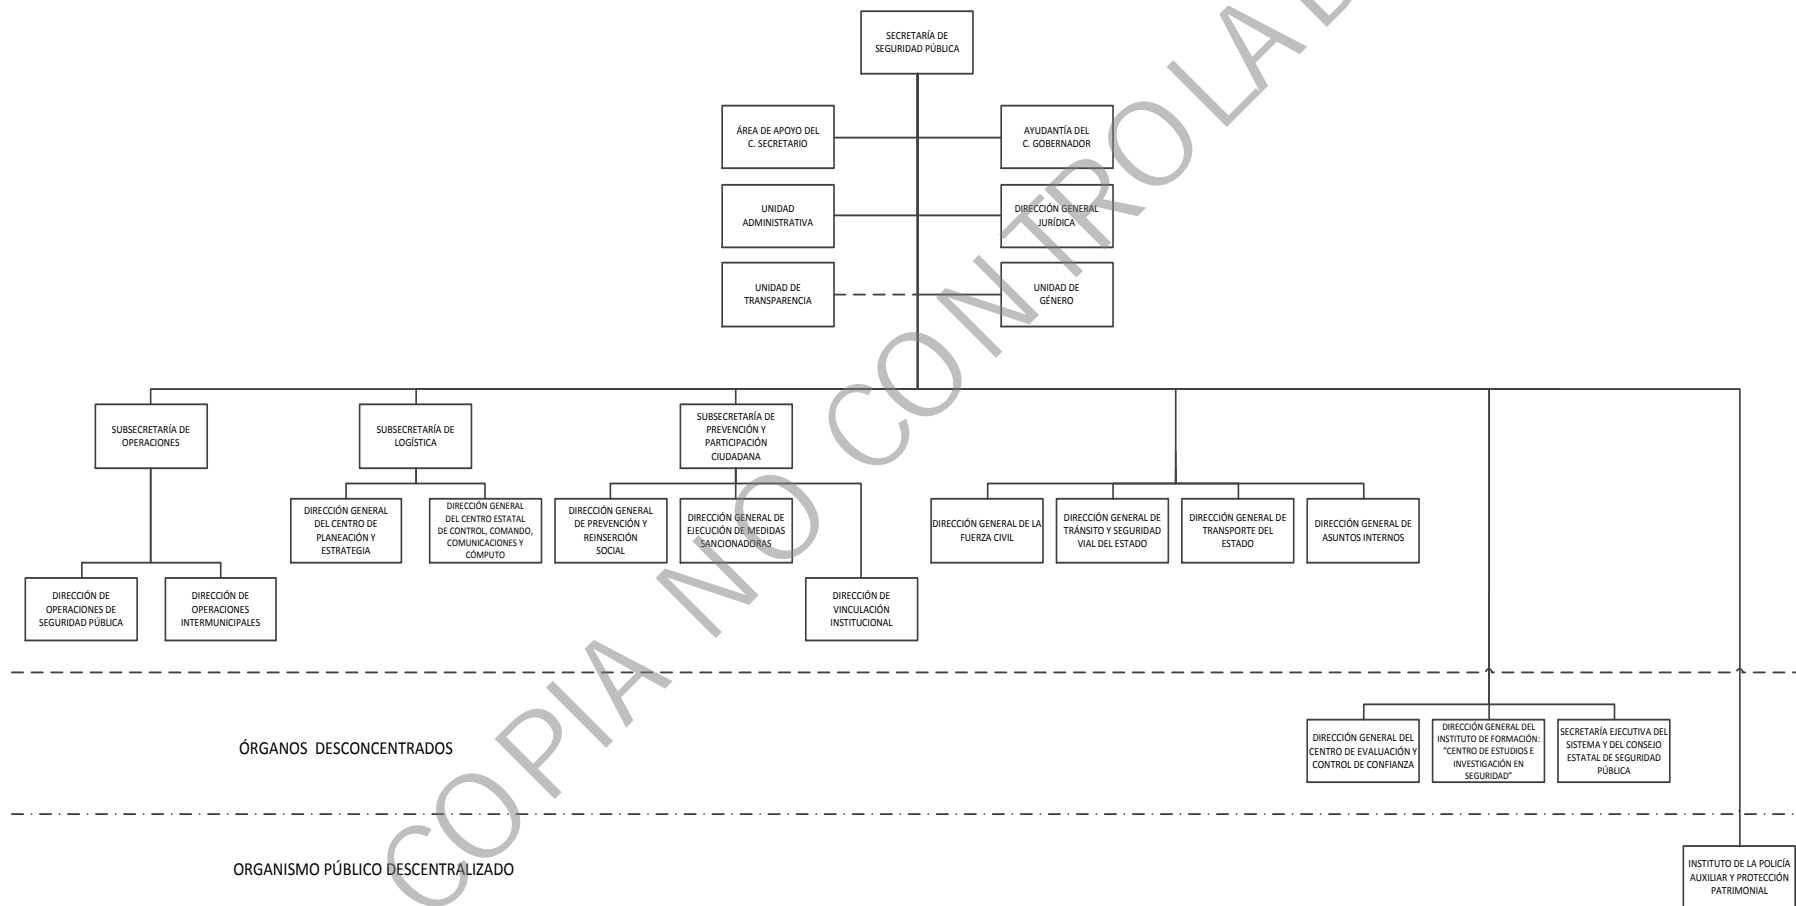 SECRETARÍA DE
SEGURIDAD PÚBLICA
ÁREA DE APOYO DEL
C. SECRETARIO
AYUDANTÍA DEL
C. GOBERNADOR
UNIDAD
ADMINISTRATIVA
DIRECCIÓN GENERAL
JURÍDICA
UNIDAD DE
TRANSPARENCIA
UNIDAD DE
GÉNERO
SUBSECRETARÍA DE
OPERACIONES
SUBSECRETARÍA DE
LOGÍSTICA
SUBSECRETARÍA DE
PREVENCIÓN Y
PARTICIPACIÓN
CIUDADANA
DIRECCIÓN GENERAL
DEL CENTRO DE
PLANEACIÓN Y
ESTRATEGIA
DIRECCIÓN GENERAL
DEL CENTRO ESTATAL
DE CONTROL, COMANDO,
COMUNICACIONES Y
CÓMPUTO
DIRECCIÓN GENERAL
DE PREVENCIÓN Y
REINSERCIÓN
SOCIAL
DIRECCIÓN GENERAL DE
EJECUCIÓN DE MEDIDAS
SANCIONADORAS
DIRECCIÓN GENERAL DE LA
FUERZA CIVIL
DIRECCIÓN GENERAL DE
TRÁNSITO Y SEGURIDAD
VIAL DEL ESTADO
DIRECCIÓN GENERAL DE
TRANSPORTE DEL
ESTADO
DIRECCIÓN GENERAL DE
ASUNTOS INTERNOS
DIRECCIÓN DE
OPERACIONES DE
SEGURIDAD PÚBLICA
DIRECCIÓN DE
OPERACIONES
INTERMUNICIPALES
DIRECCIÓN DE
VINCULACIÓN
INSTITUCIONAL
ÓRGANOS DESCONCENTRADOS
DIRECCIÓN GENERAL DEL
CENTRO DE EVALUACIÓN Y
CONTROL DE CONFIANZA
DIRECCIÓN GENERAL DEL
INSTITUTO DE FORMACIÓN:
"CENTRO DE ESTUDIOS E
INVESTIGACIÓN EN
SEGURIDAD"
SECRETARÍA EJECUTIVA DEL
SISTEMA Y DEL CONSEJO
ESTATAL DE SEGURIDAD
PÚBLICA
ORGANISMO PÚBLICO DESCENTRALIZADO
INSTITUTO DE LA POLICÍA
AUXILIAR Y PROTECCIÓN
PATRIMONIAL
COPIA NO CONTROLA